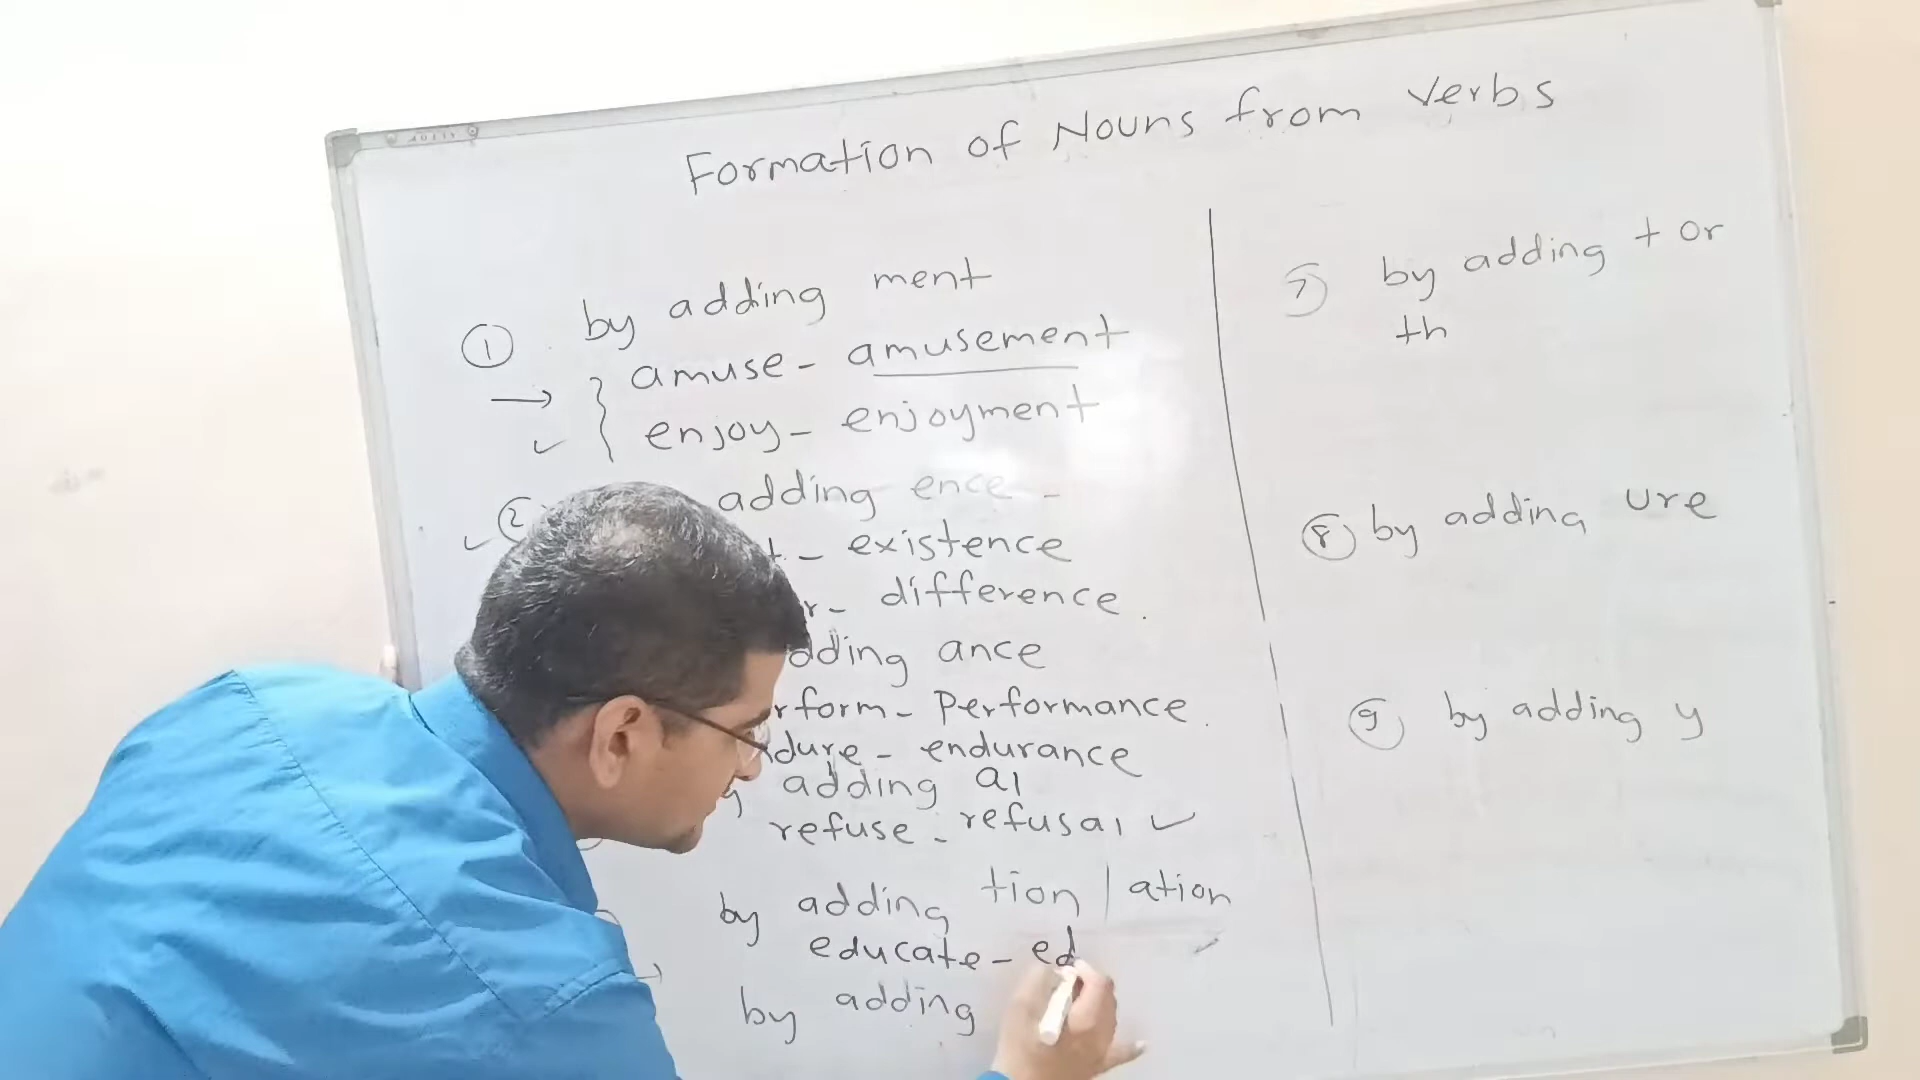 Formation of Nouns from Verbs
① by adding ment
amuse - amusement
enjoy - enjoyment
② adding ence -
- existence
- difference.
adding ance
- Performance.
- endurance
adding al
refuse - refusal
by adding tion | ation
educate - ed
by adding
⑦ by adding t or
th
⑧ by adding ure
⑨ by adding y